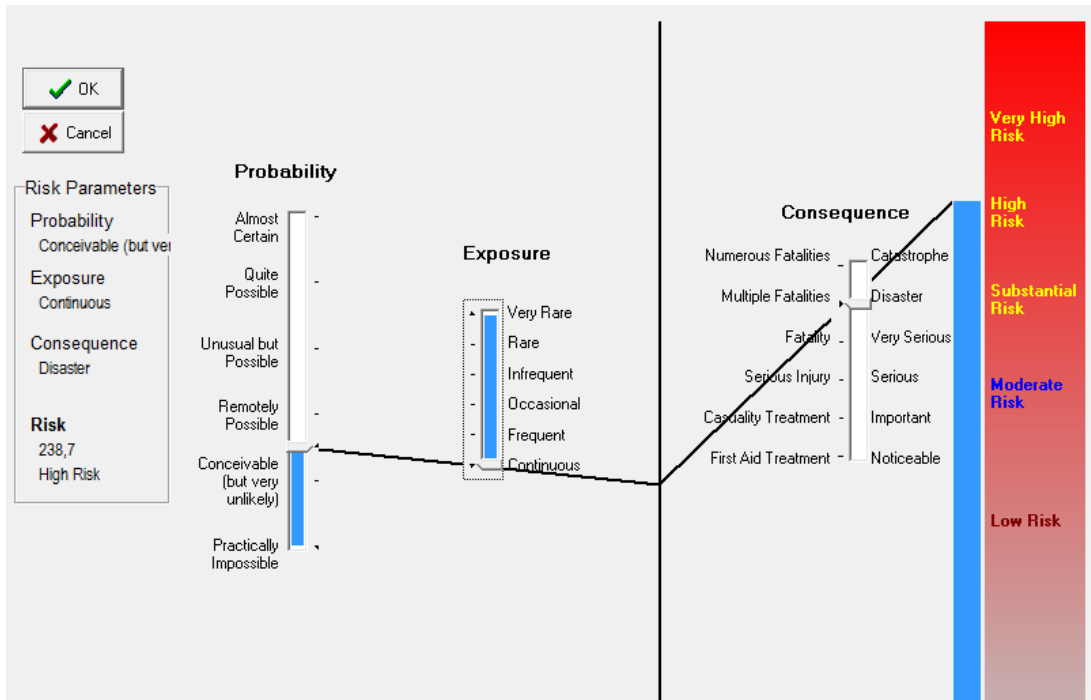 OK
Cancel
Risk Parameters
Probability
Conceivable (but ver
Exposure
Continuous
Consequence
Disaster
Risk
238,7
High Risk
Probability
Almost
Certain
Quite
Possible
Unusual but
Possible
Remotely
Possible
Conceivable
(but very
unlikely)
Practically
Impossible
Exposure
Very Rare
Rare
Infrequent
Occasional
Frequent
Continuous
Consequence
Numerous Fatalities
Catastrophe
Multiple Fatalities
Disaster
Fatality
Very Serious
Serious Injury
Serious
Casuality Treatment
Important
First Aid Treatment
Noticeable
Very High
Risk
High
Risk
Substantial
Risk
Moderate
Risk
Low Risk